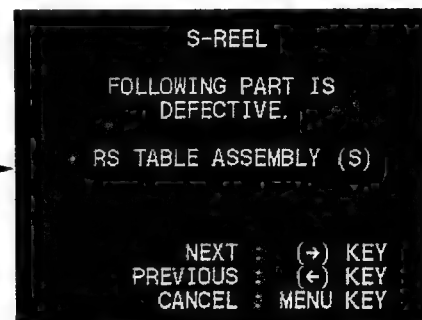 S-REEL
FOLLOWING PART IS
DEFECTIVE.
RS TABLE ASSEMBLY (S)
NEXT : (→) KEY
PREVIOUS : (←) KEY
CANCEL : MENU KEY